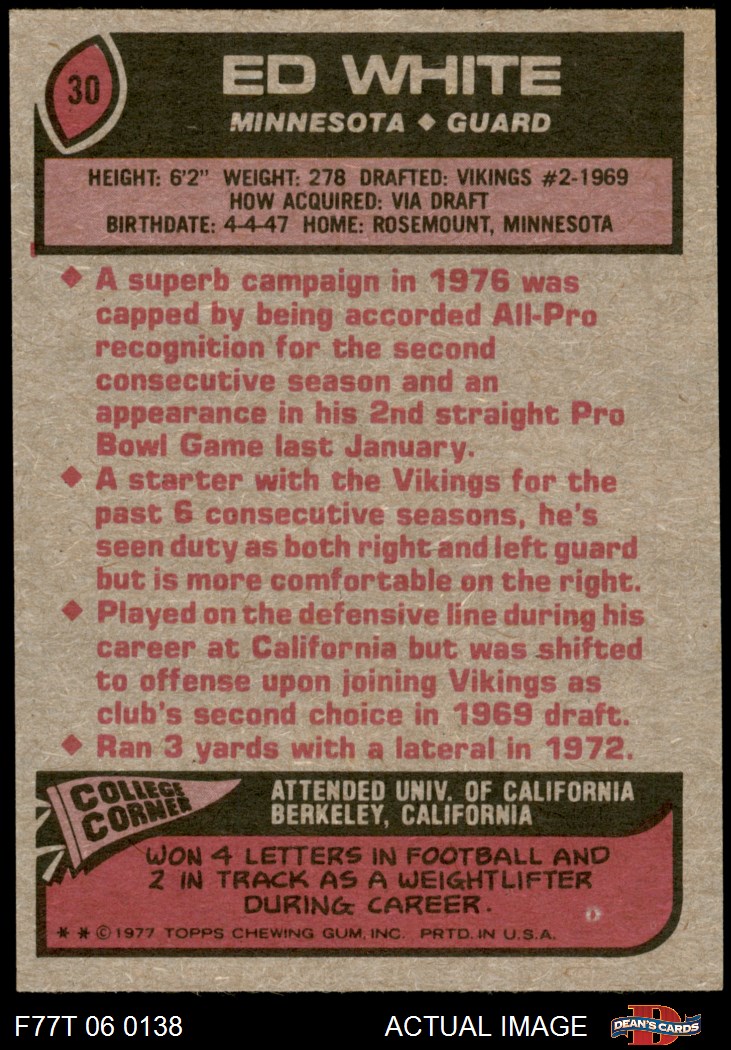 30
ED WHITE
MINNESOTA ◆ GUARD
HEIGHT: 6'2" WEIGHT: 278 DRAFTED: VIKINGS #2-1969
HOW ACQUIRED: VIA DRAFT
BIRTHDATE: 4-4-47 HOME: ROSEMOUNT, MINNESOTA
◆ A superb campaign in 1976 was
capped by being accorded All-Pro
recognition for the second
consecutive season and an
appearance in his 2nd straight Pro
Bowl Game last January.
◆ A starter with the Vikings for the
past 6 consecutive seasons, he's
seen duty as both right and left guard
but is more comfortable on the right.
◆ Played on the defensive line during his
career at California but was shifted
to offense upon joining Vikings as
club's second choice in 1969 draft.
◆ Ran 3 yards with a lateral in 1972.
COLLEGE
CORNER
ATTENDED UNIV. OF CALIFORNIA
BERKELEY, CALIFORNIA
WON 4 LETTERS IN FOOTBALL AND
2 IN TRACK AS A WEIGHTLIFTER
DURING CAREER.
* * © 1977 TOPPS CHEWING GUM, INC. PRTD. IN U.S.A.
F77T 06 0138
ACTUAL IMAGE
D
DEAN'S CARDS